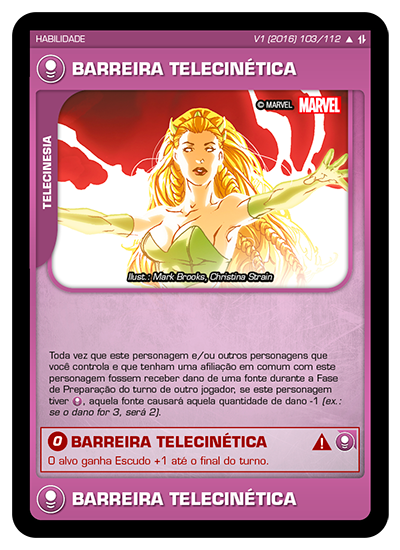 HABILIDADE V1 (2016) 103/112
BARREIRA TELECINÉTICA
© MARVEL MARVEL
TELECINESIA
Ilust.: Mark Brooks, Christina Strain
Toda vez que este personagem e/ou outros personagens que
você controla e que tenham uma afiliação em comum com este
personagem fossem receber dano de uma fonte durante a Fase
de Preparação do turno de outro jogador, se este personagem
tiver , aquela fonte causará aquela quantidade de dano -1 (ex.:
se o dano for 3, será 2).
0 BARREIRA TELECINÉTICA
O alvo ganha Escudo +1 até o final do turno.
BARREIRA TELECINÉTICA